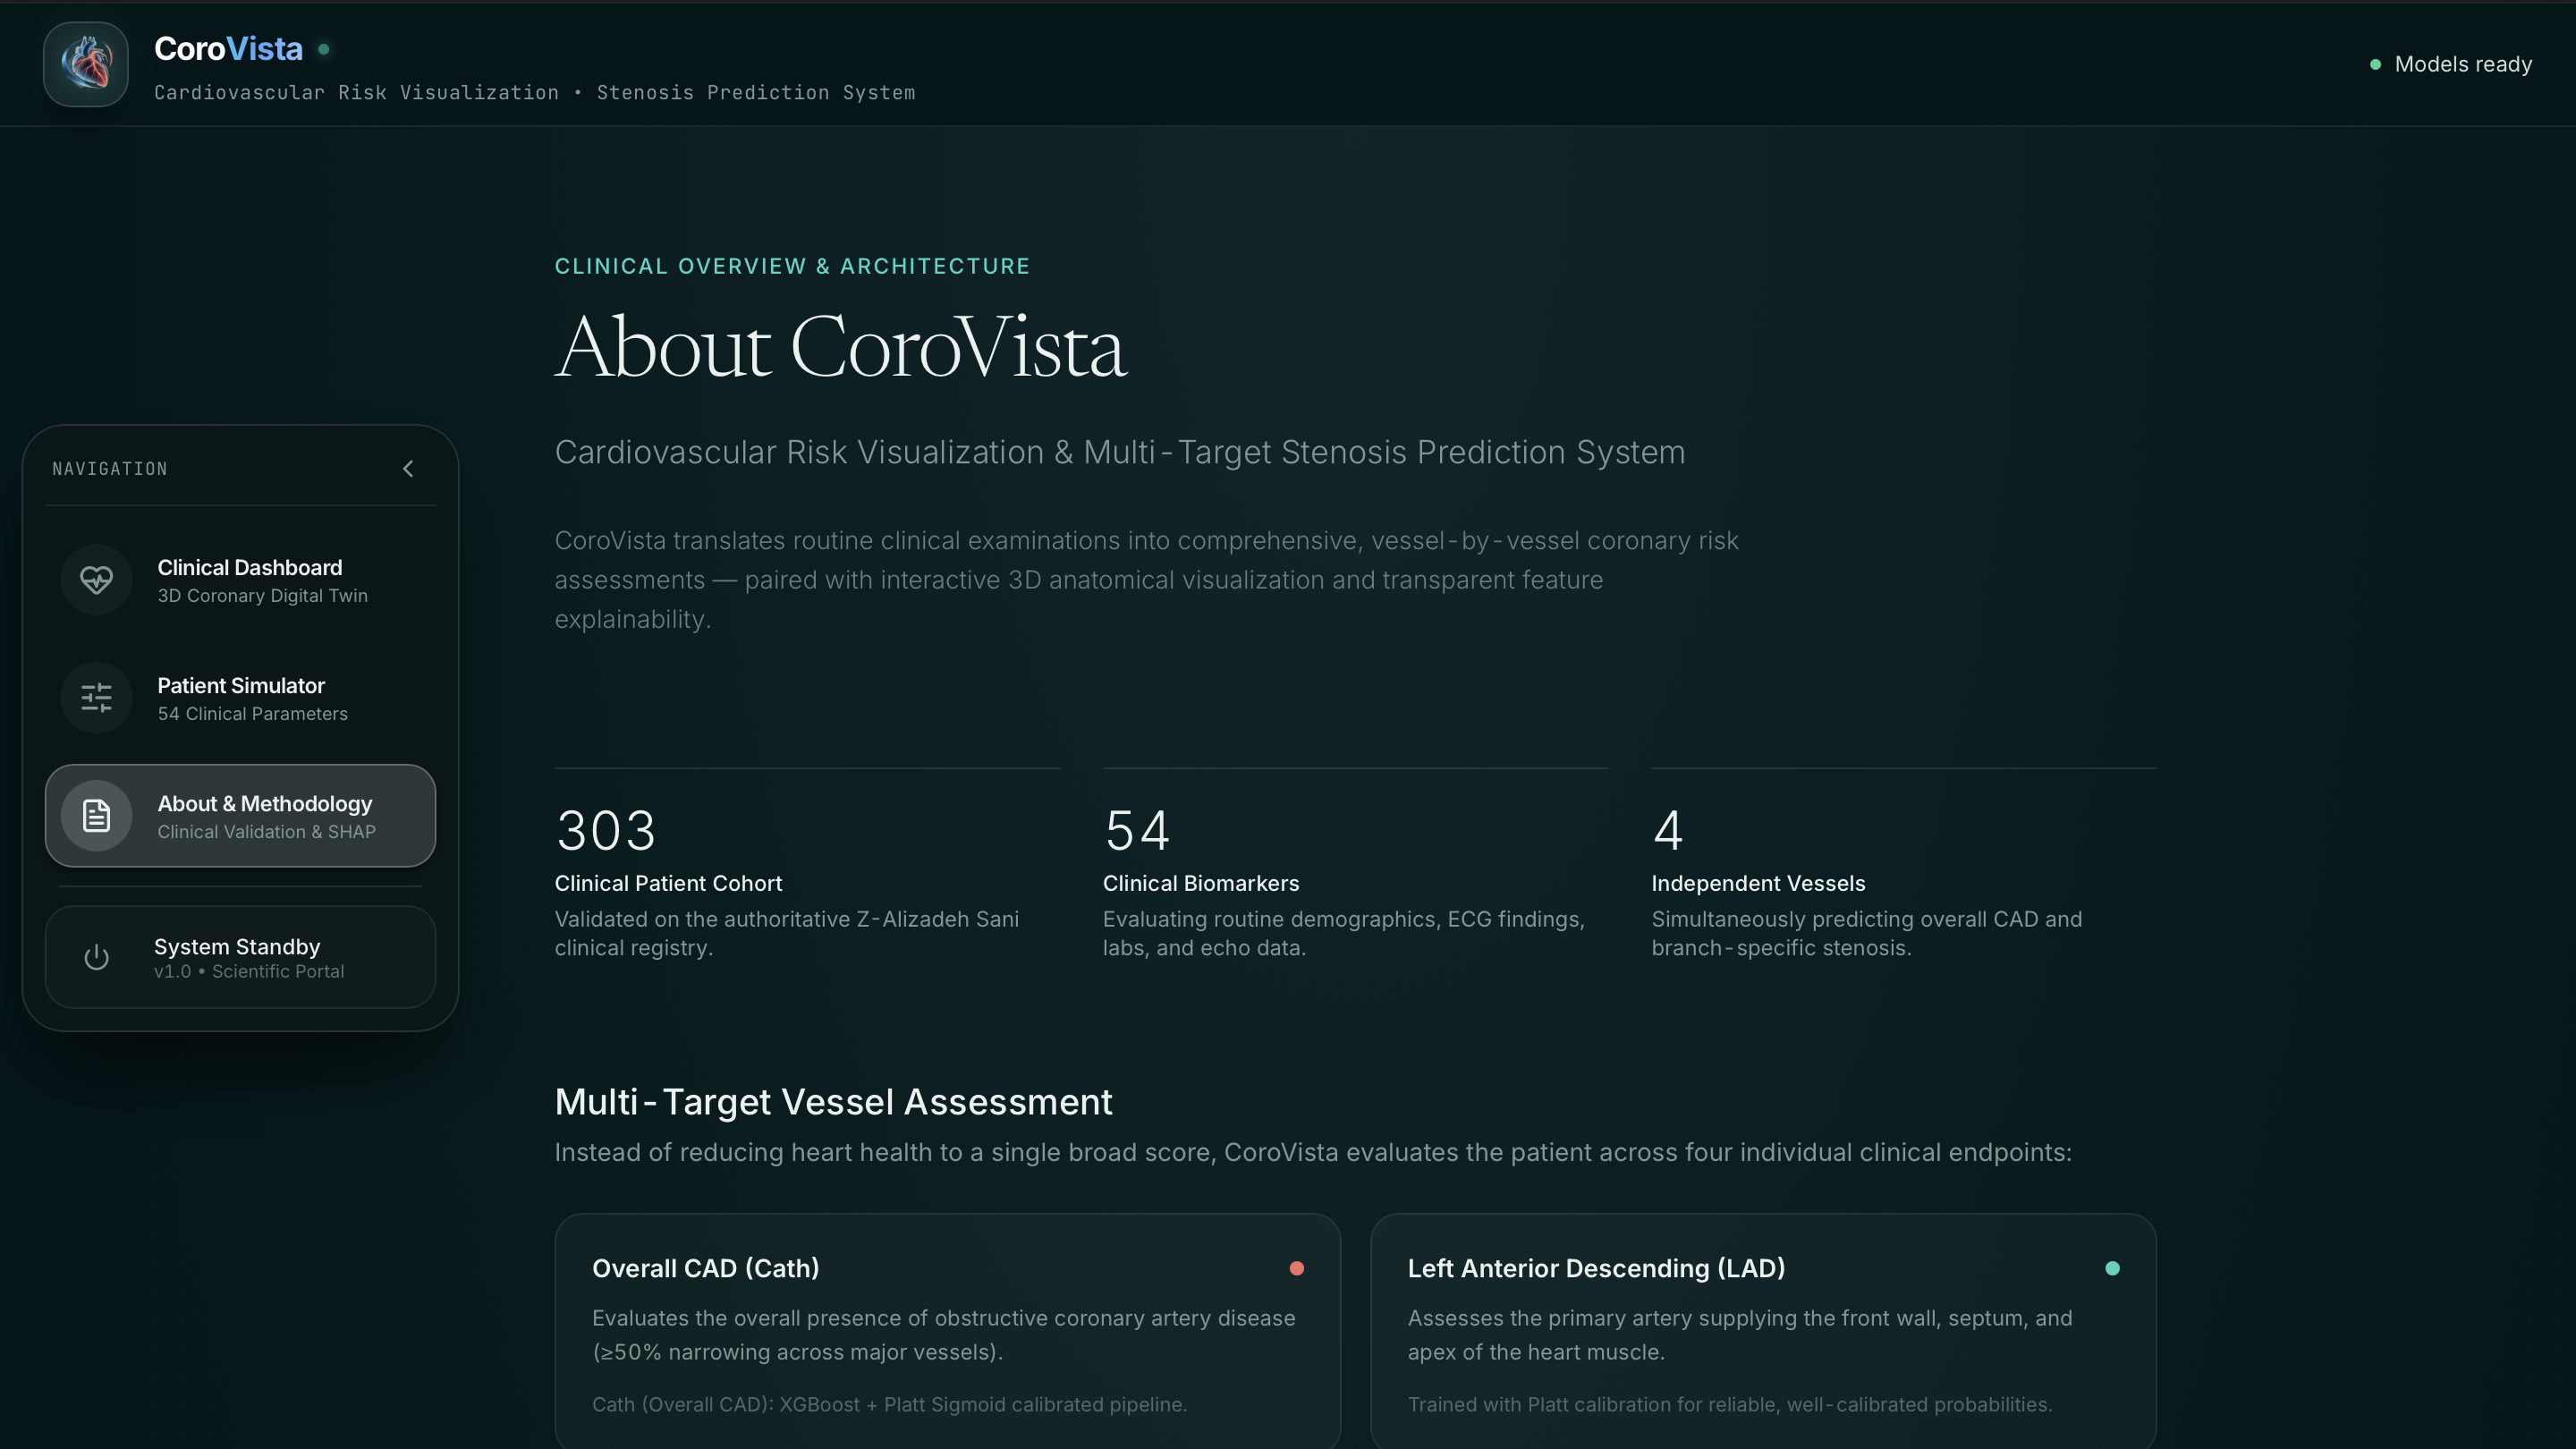 CoroVista
Cardiovascular Risk Visualization • Stenosis Prediction System
Models ready
CLINICAL OVERVIEW & ARCHITECTURE
About CoroVista
Cardiovascular Risk Visualization & Multi-Target Stenosis Prediction System
CoroVista translates routine clinical examinations into comprehensive, vessel-by-vessel coronary risk
assessments — paired with interactive 3D anatomical visualization and transparent feature
explainability.
NAVIGATION
Clinical Dashboard
3D Coronary Digital Twin
Patient Simulator
54 Clinical Parameters
About & Methodology
Clinical Validation & SHAP
System Standby
v1.0 • Scientific Portal
303
Clinical Patient Cohort
Validated on the authoritative Z-Alizadeh Sani
clinical registry.
54
Clinical Biomarkers
Evaluating routine demographics, ECG findings,
labs, and echo data.
4
Independent Vessels
Simultaneously predicting overall CAD and
branch-specific stenosis.
Multi-Target Vessel Assessment
Instead of reducing heart health to a single broad score, CoroVista evaluates the patient across four individual clinical endpoints:
Overall CAD (Cath)
Evaluates the overall presence of obstructive coronary artery disease
(≥50% narrowing across major vessels).
Cath (Overall CAD): XGBoost + Platt Sigmoid calibrated pipeline.
Left Anterior Descending (LAD)
Assesses the primary artery supplying the front wall, septum, and
apex of the heart muscle.
Trained with Platt calibration for reliable, well-calibrated probabilities.